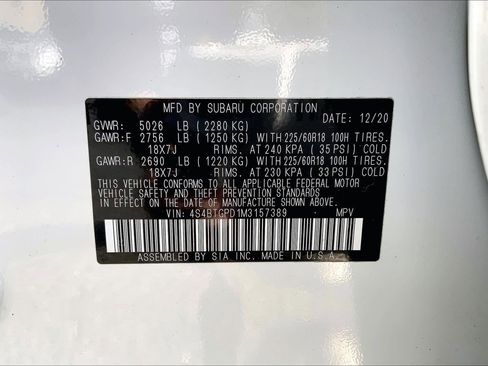 MFD BY SUBARU CORPORATION
DATE: 12/20
GVWR: 5026 LB (2280 KG)
GAWR:F 2756 LB (1250 KG) WITH 225/60R18 100H TIRES.
18X7J RIMS. AT 240 KPA (35 PSI) COLD
GAWR:R 2690 LB (1220 KG) WITH 225/60R18 100H TIRES.
18X7J RIMS. AT 230 KPA (33 PSI) COLD
THIS VEHICLE CONFORMS TO ALL APPLICABLE FEDERAL MOTOR
VEHICLE SAFETY AND THEFT PREVENTION STANDARDS
IN EFFECT ON THE DATE OF MANUFACTURE SHOWN ABOVE.
VIN: 4S4BTGPD1M3157389 MPV
ASSEMBLED BY SIA INC. IN U.S.A.